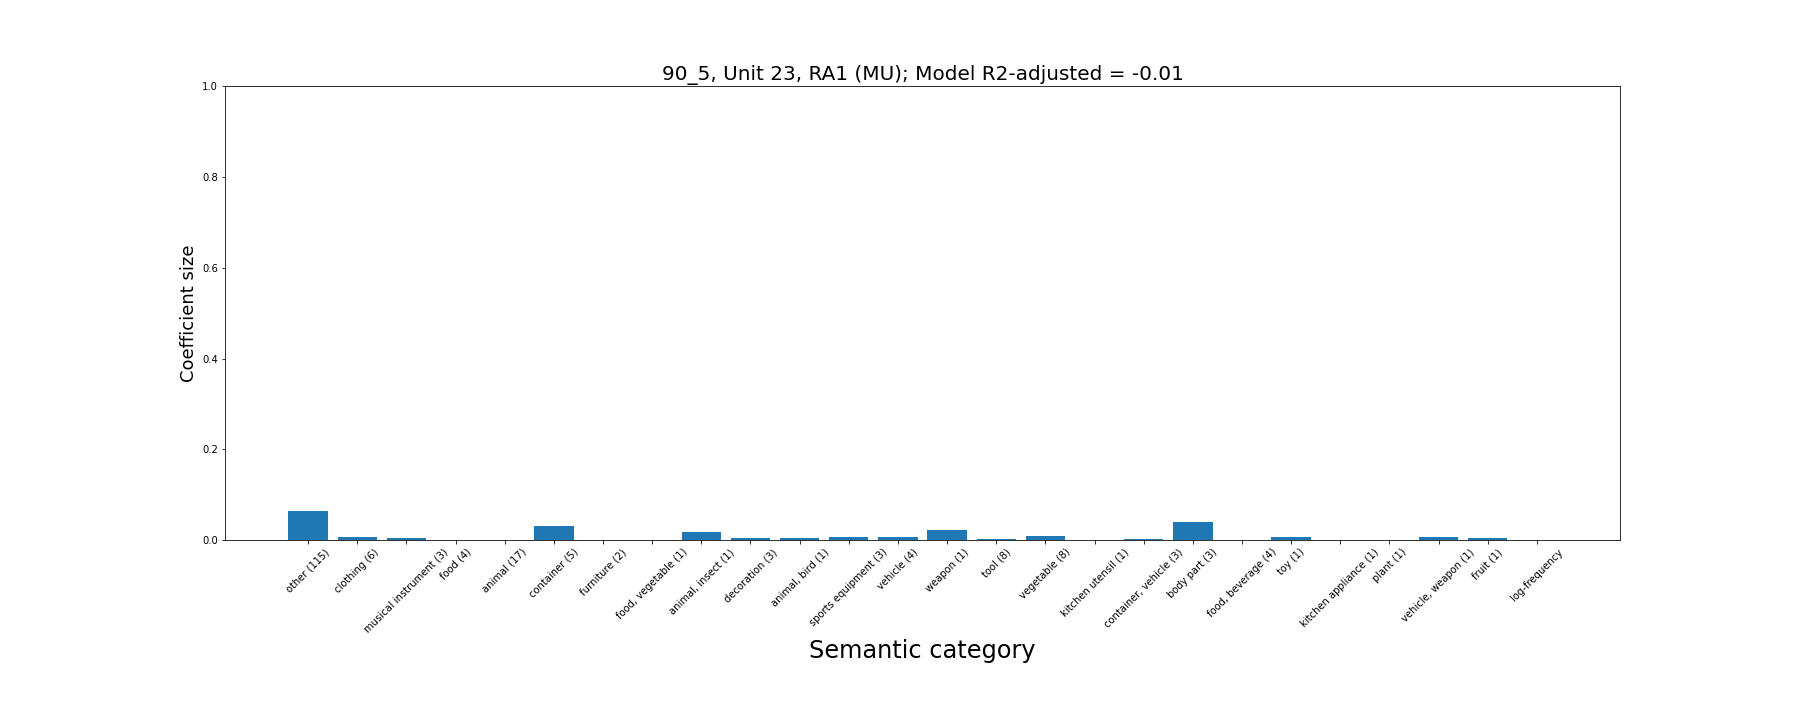 90_5, Unit 23, RA1 (MU); Model R2-adjusted = -0.01
Coefficient size
1.0
0.8
0.6
0.4
0.2
0.0
other (115)
clothing (6)
musical instrument (3)
food (4)
animal (17)
container (5)
furniture (2)
food, vegetable (1)
animal, insect (1)
decoration (3)
animal, bird (1)
sports equipment (3)
vehicle (4)
weapon (1)
tool (8)
vegetable (8)
kitchen utensil (1)
container, vehicle (3)
body part (3)
food, beverage (4)
toy (1)
kitchen appliance (1)
plant (1)
vehicle, weapon (1)
fruit (1)
log-frequency
Semantic category